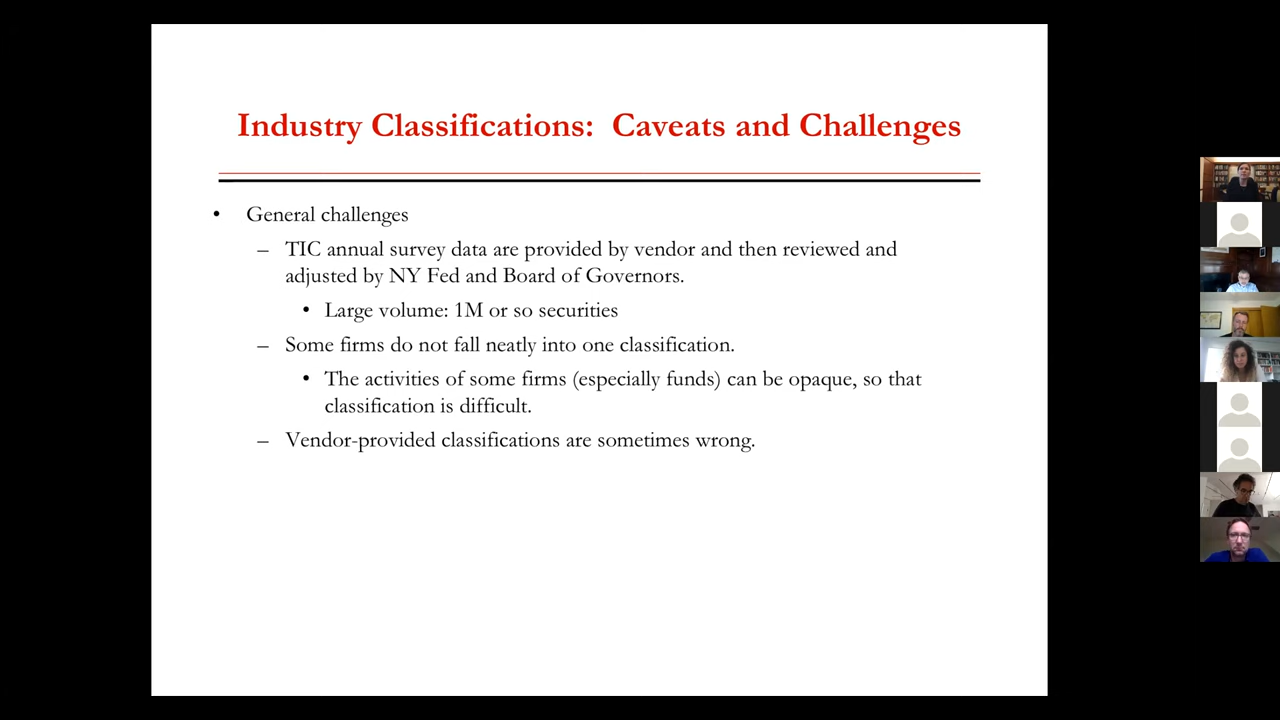 Industry Classifications:  Caveats and Challenges
• General challenges
– TIC annual survey data are provided by vendor and then reviewed and
adjusted by NY Fed and Board of Governors.
• Large volume: 1M or so securities
– Some firms do not fall neatly into one classification.
• The activities of some firms (especially funds) can be opaque, so that
classification is difficult.
– Vendor-provided classifications are sometimes wrong.